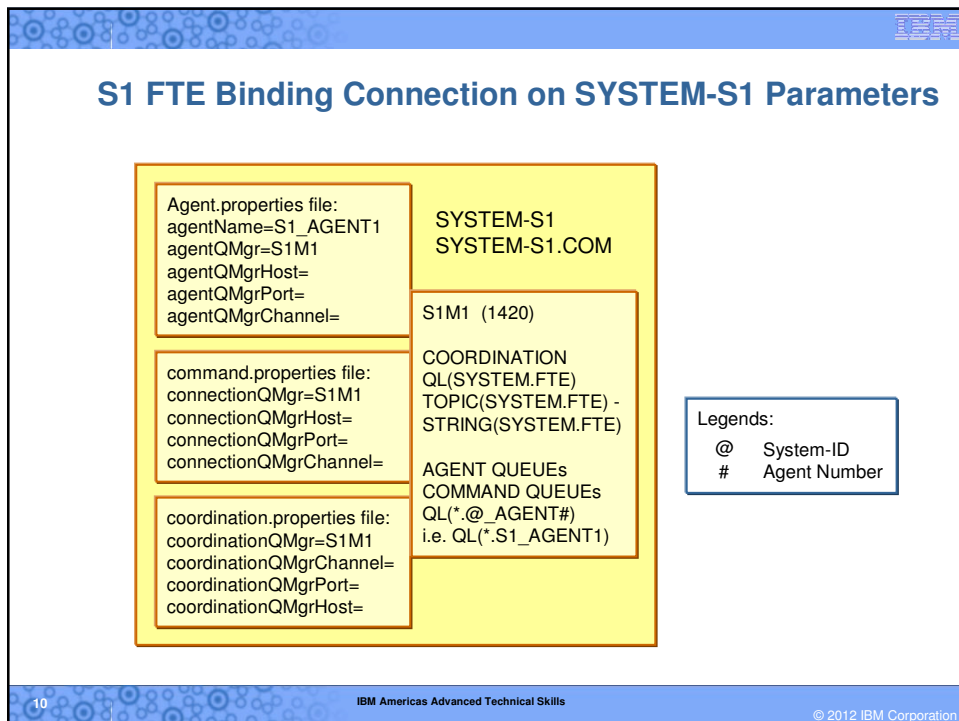 IBM
S1 FTE Binding Connection on SYSTEM-S1 Parameters
Agent.properties file:
agentName=S1_AGENT1
agentQMgr=S1M1
agentQMgrHost=
agentQMgrPort=
agentQMgrChannel=
SYSTEM-S1
SYSTEM-S1.COM
command.properties file:
connectionQMgr=S1M1
connectionQMgrHost=
connectionQMgrPort=
connectionQMgrChannel=
S1M1 (1420)
COORDINATION
QL(SYSTEM.FTE)
TOPIC(SYSTEM.FTE) -
STRING(SYSTEM.FTE)
AGENT QUEUEs
COMMAND QUEUEs
QL(*.@_AGENT#)
i.e. QL(*.S1_AGENT1)
coordination.properties file:
coordinationQMgr=S1M1
coordinationQMgrChannel=
coordinationQMgrPort=
coordinationQMgrHost=
Legends:
@ System-ID
# Agent Number
10
IBM Americas Advanced Technical Skills
© 2012 IBM Corporation